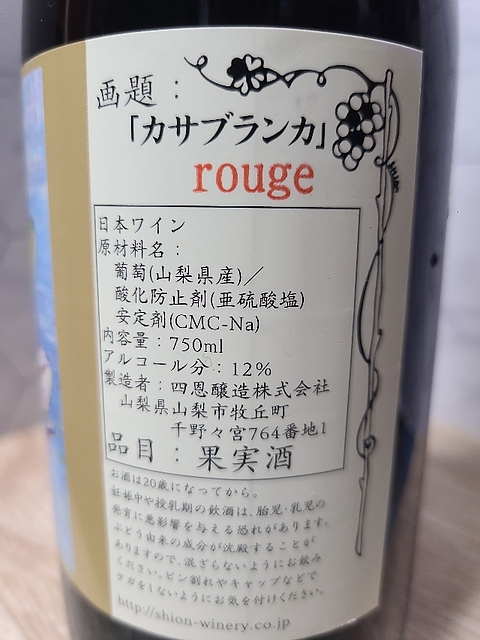 画題：
「カサブランカ」
rouge
日本ワイン
原材料名：
葡萄(山梨県産)／
酸化防止剤(亜硫酸塩)
安定剤(CMC-Na)
内容量：750ml
アルコール分：12%
製造者：四恩醸造株式会社
山梨県山梨市牧丘町
千野々宮764番地1
品目：果実酒
お酒は20歳になってから。
妊娠中や授乳期の飲酒は、胎児・乳児の
発育に悪影響を与える恐れがあります。
ぶどう由来の成分が沈殿することが
ありますので、混ざらないようにお飲み
ください。ビン割れやキャップなどで
ケガをしないようにお気を付けください。
http://shion-winery.co.jp